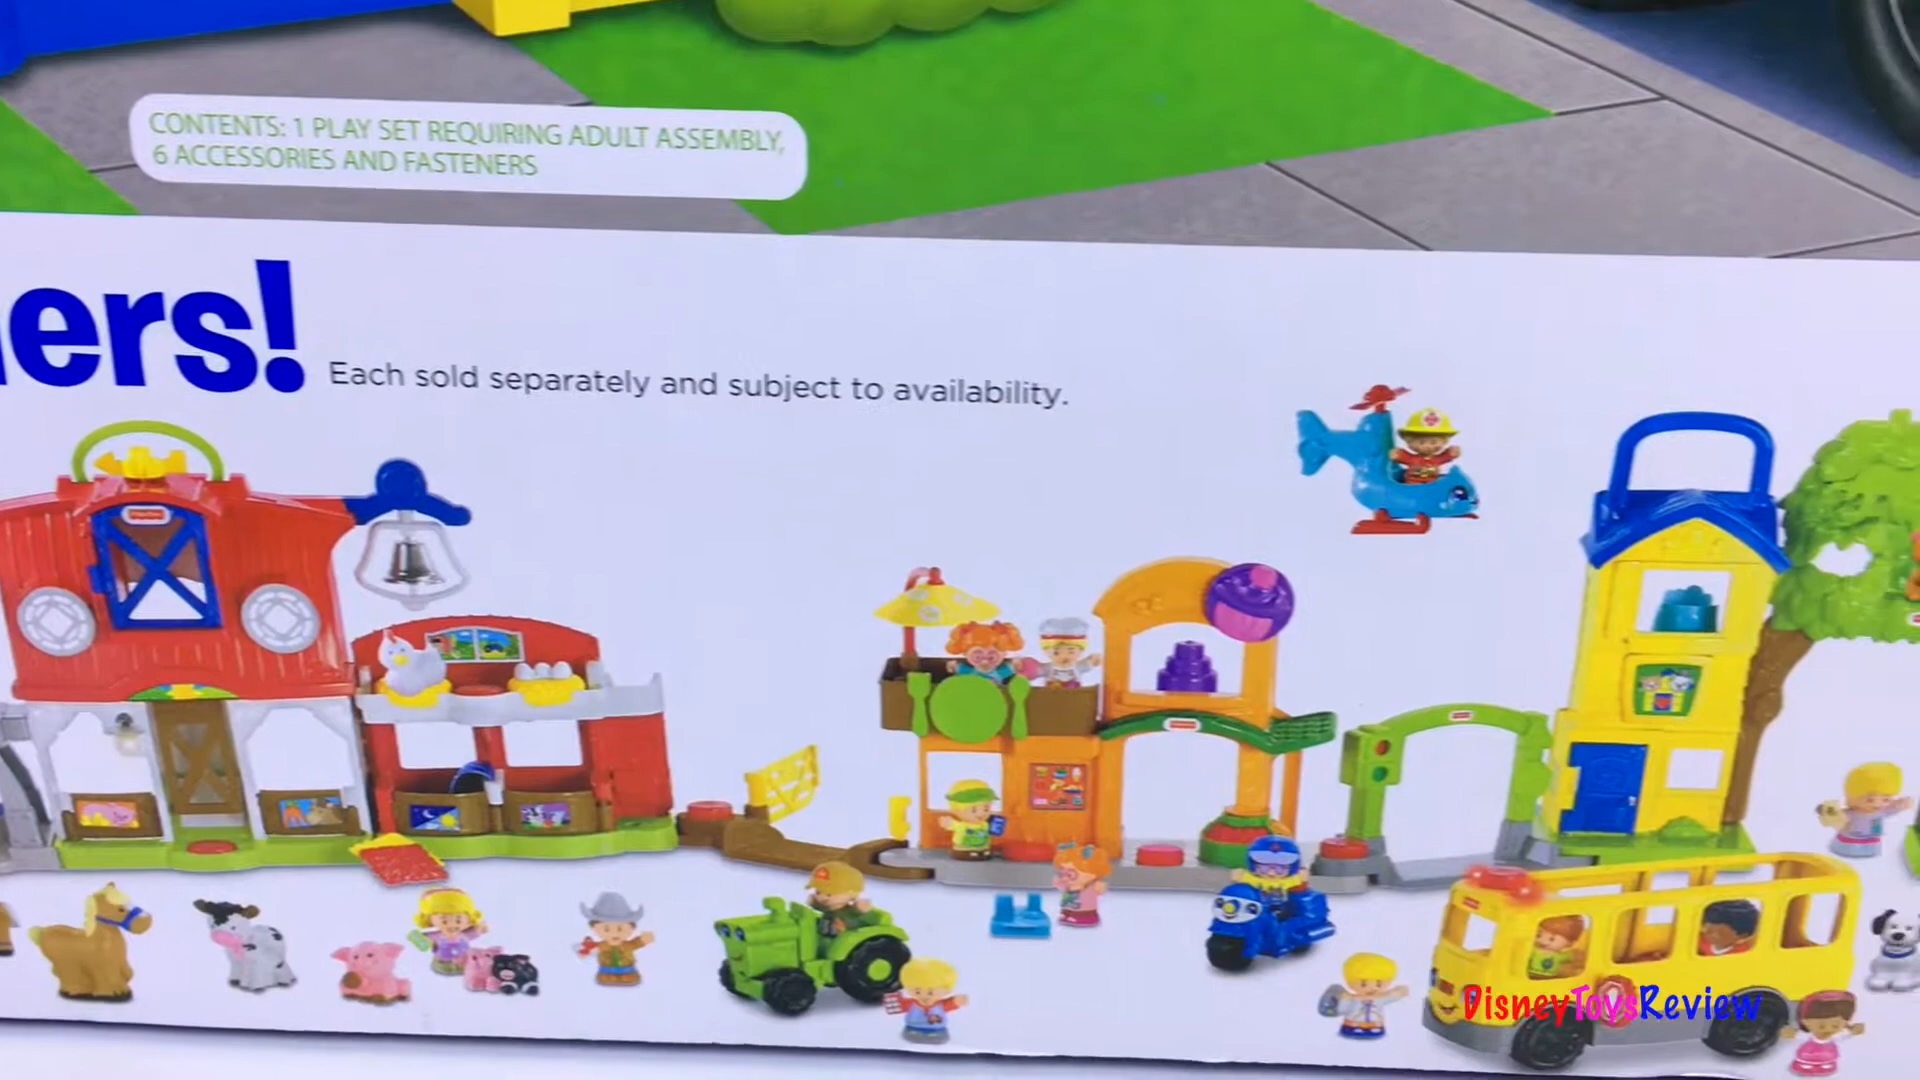 CONTENTS: 1 PLAY SET REQUIRING ADULT ASSEMBLY,
6 ACCESSORIES AND FASTENERS
ers!
Each sold separately and subject to availability.
DisneyToysReview